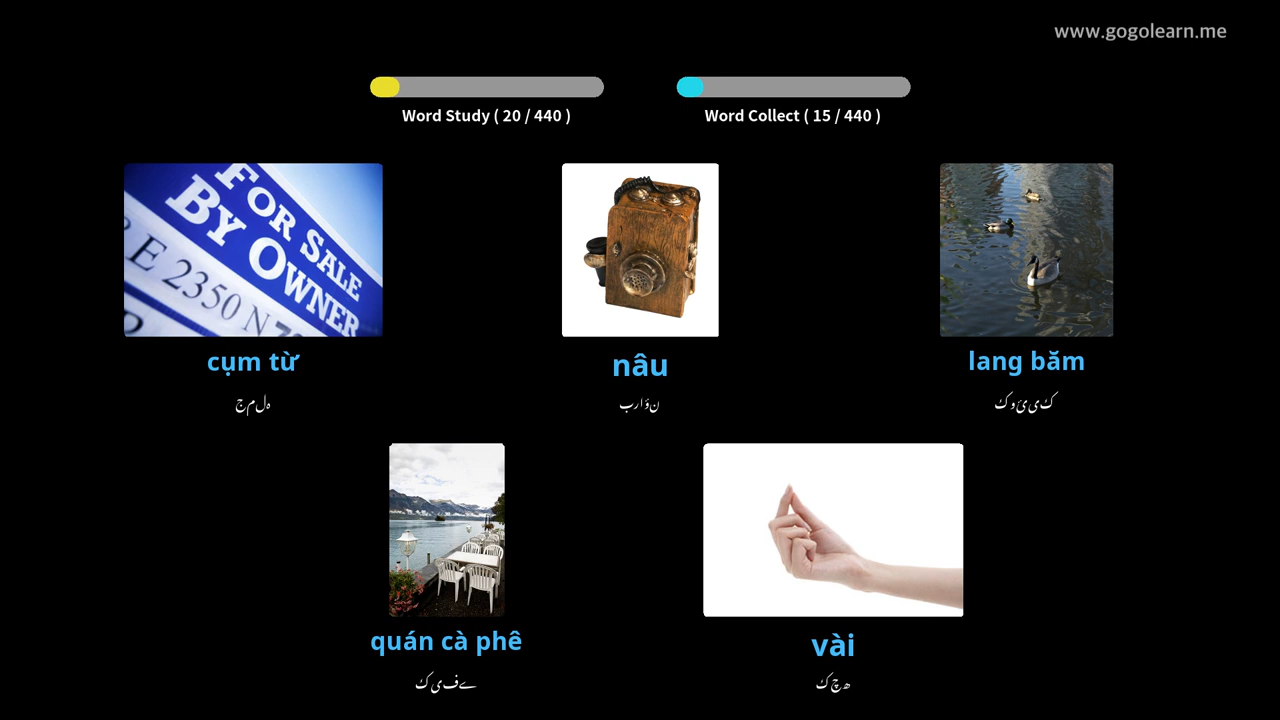 www.gogolearn.me
Word Study ( 20 / 440 )
Word Collect ( 15 / 440 )
FOR SALE
BY OWNER
E 2350 N
cụm từ
nâu
lang băm
جملہ
براؤن
کوئیک
quán cà phê
vài
کیفے
کچھ